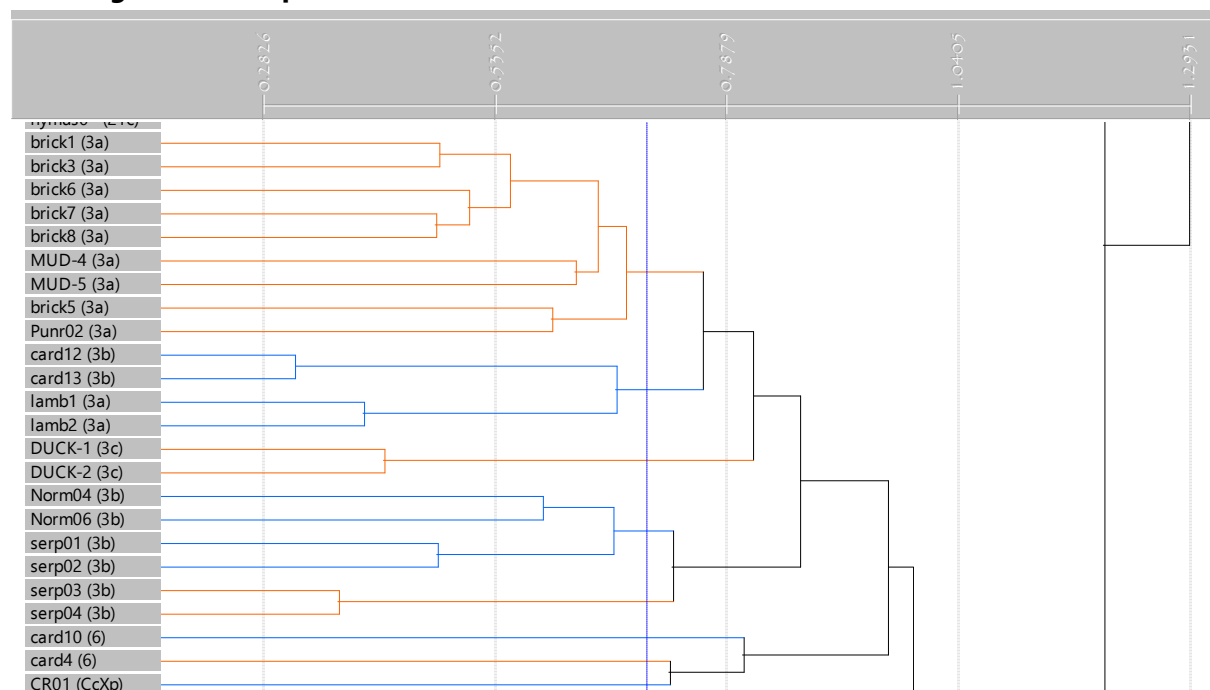 0.2826
0.5352
0.7879
1.0405
1.2931
brick1 (3a)
brick3 (3a)
brick6 (3a)
brick7 (3a)
brick8 (3a)
MUD-4 (3a)
MUD-5 (3a)
brick5 (3a)
Punr02 (3a)
card12 (3b)
card13 (3b)
lamb1 (3a)
lamb2 (3a)
DUCK-1 (3c)
DUCK-2 (3c)
Norm04 (3b)
Norm06 (3b)
serp01 (3b)
serp02 (3b)
serp03 (3b)
serp04 (3b)
card10 (6)
card4 (6)
CR01 (CcXp)